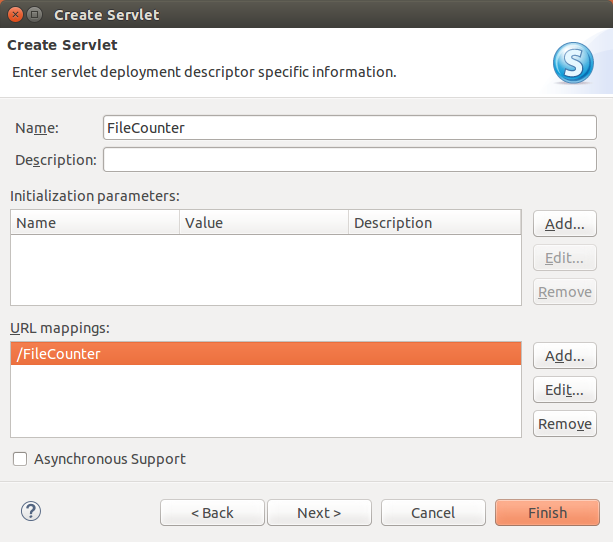 Create Servlet
Create Servlet
Enter servlet deployment descriptor specific information.
S
Name: FileCounter
Description:
Initialization parameters:
Name Value Description
Add...
Edit...
Remove
URL mappings:
/FileCounter
Add...
Edit...
Remove
Asynchronous Support
? < Back Next > Cancel Finish